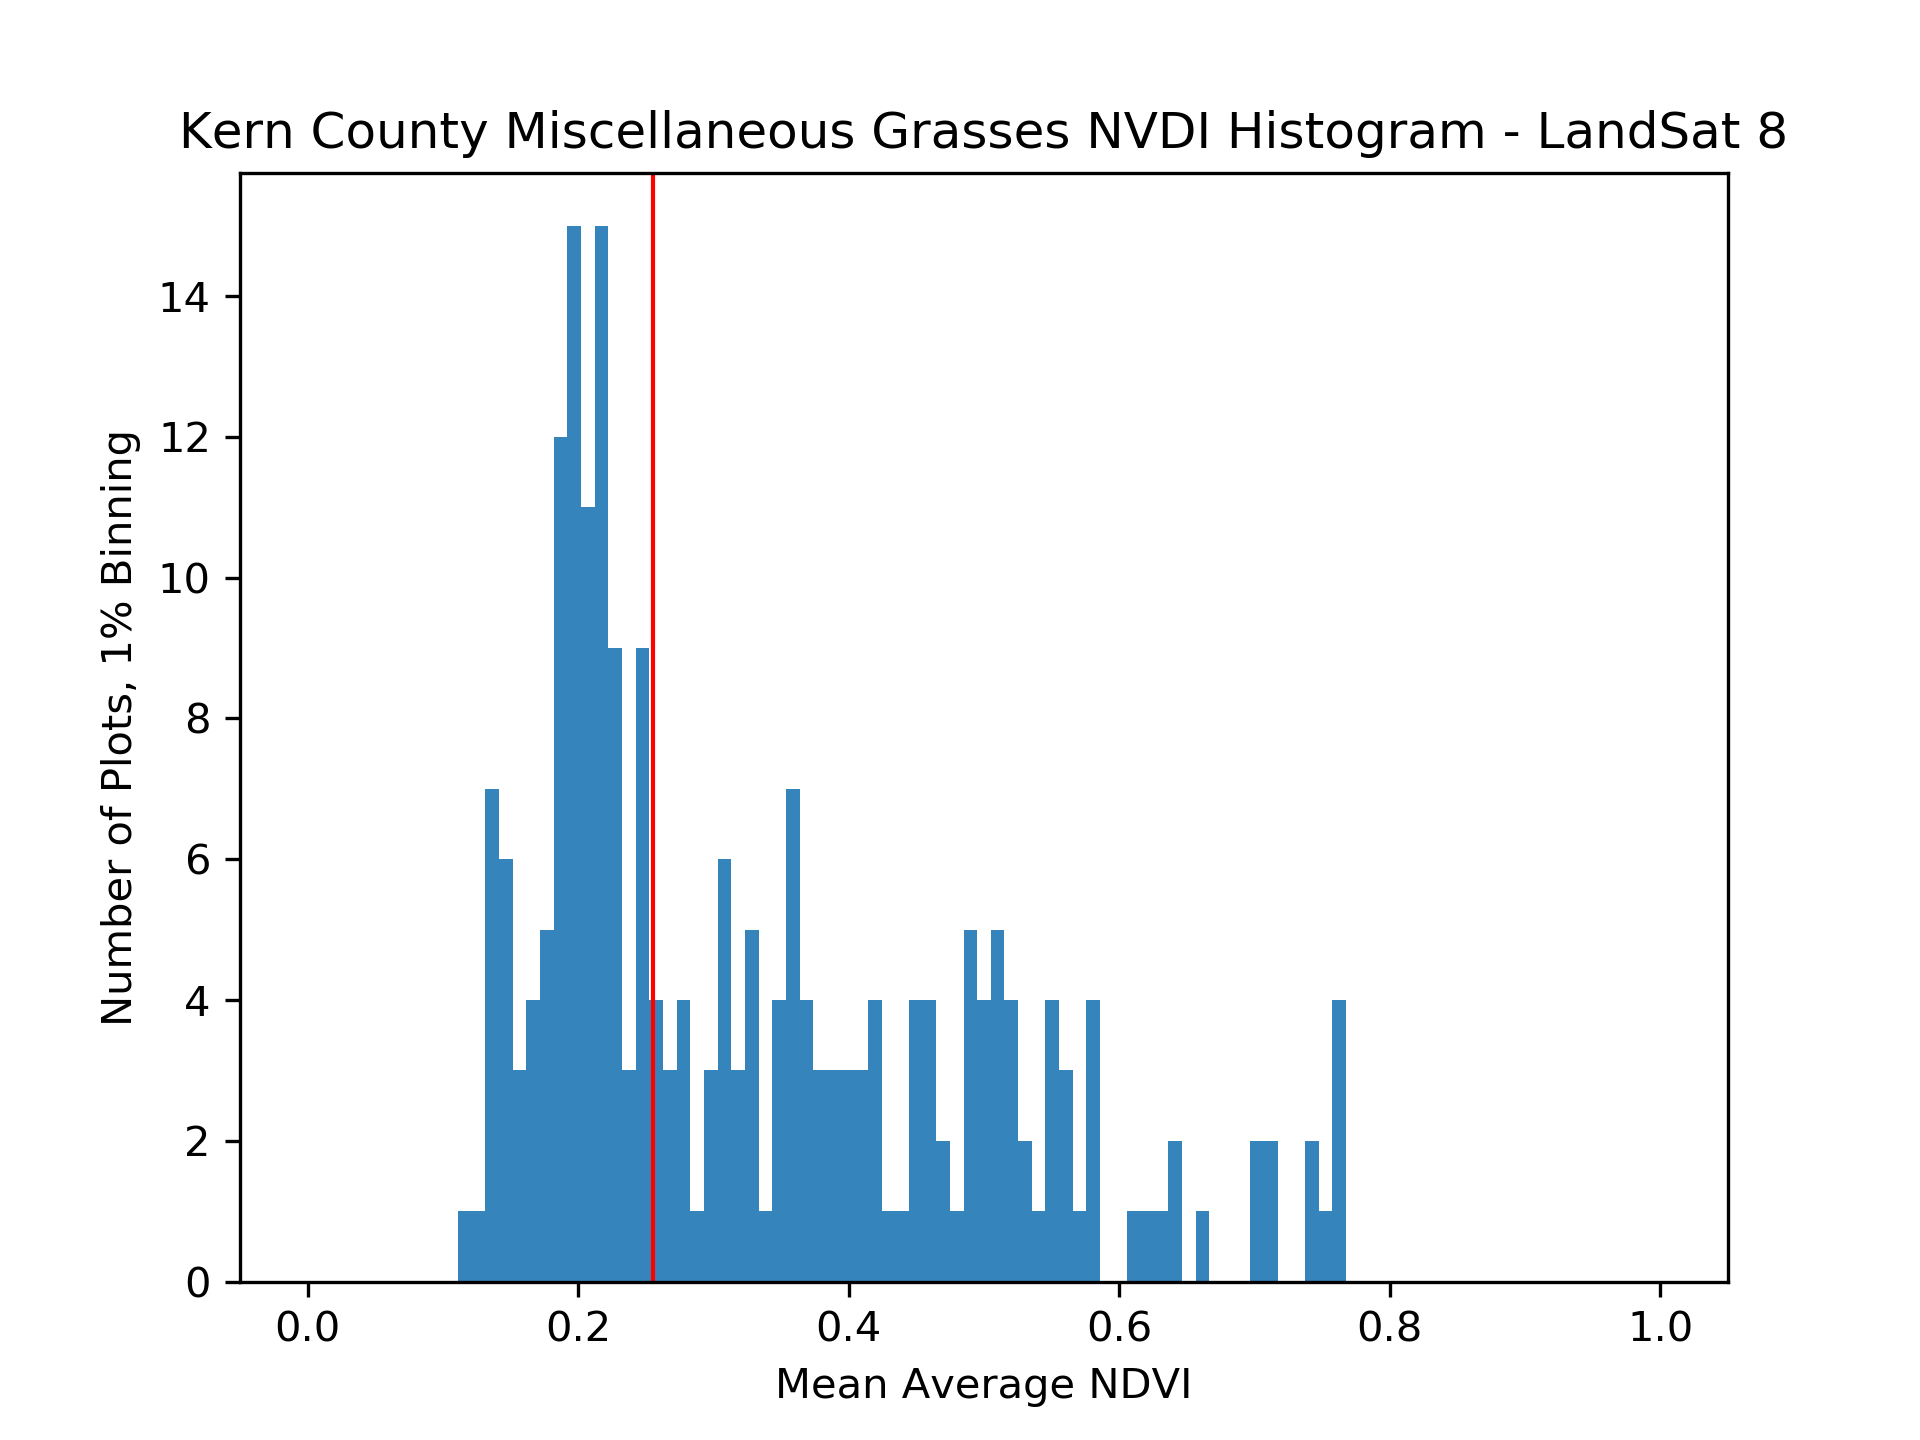 Kern County Miscellaneous Grasses NVDI Histogram - LandSat 8
Number of Plots, 1% Binning
14
12
10
8
6
4
2
0
0.0 0.2 0.4 0.6 0.8 1.0
Mean Average NDVI